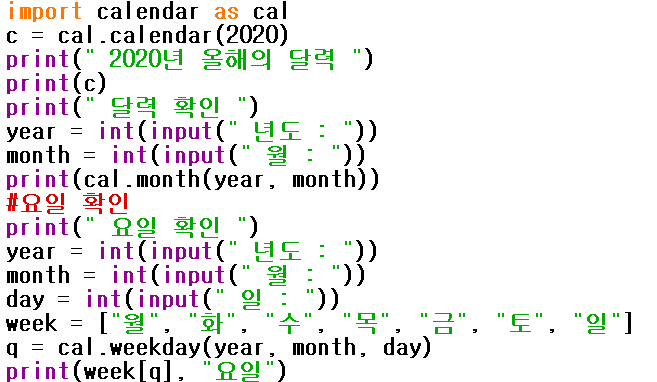 import calendar as cal
c = cal.calendar(2020)
print(" 2020년 올해의 달력 ")
print(c)
print(" 달력 확인 ")
year = int(input(" 년도 : "))
month = int(input(" 월 : "))
print(cal.month(year, month))
#요일 확인
print(" 요일 확인 ")
year = int(input(" 년도 : "))
month = int(input(" 월 : "))
day = int(input(" 일 : "))
week = ["월", "화", "수", "목", "금", "토", "일"]
q = cal.weekday(year, month, day)
print(week[q], "요일")